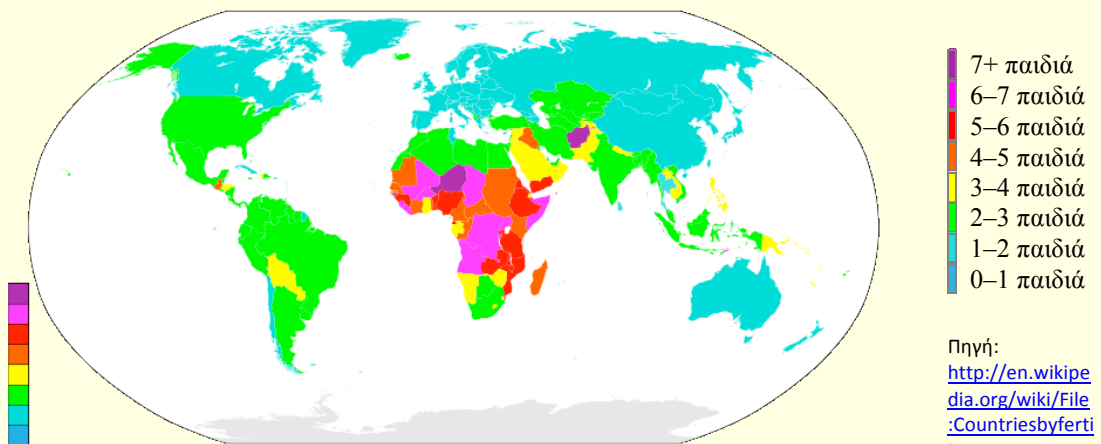 7+ παιδιά
6–7 παιδιά
5–6 παιδιά
4–5 παιδιά
3–4 παιδιά
2–3 παιδιά
1–2 παιδιά
0–1 παιδιά
Πηγή:
http://en.wikipe
dia.org/wiki/File
:Countriesbyferti